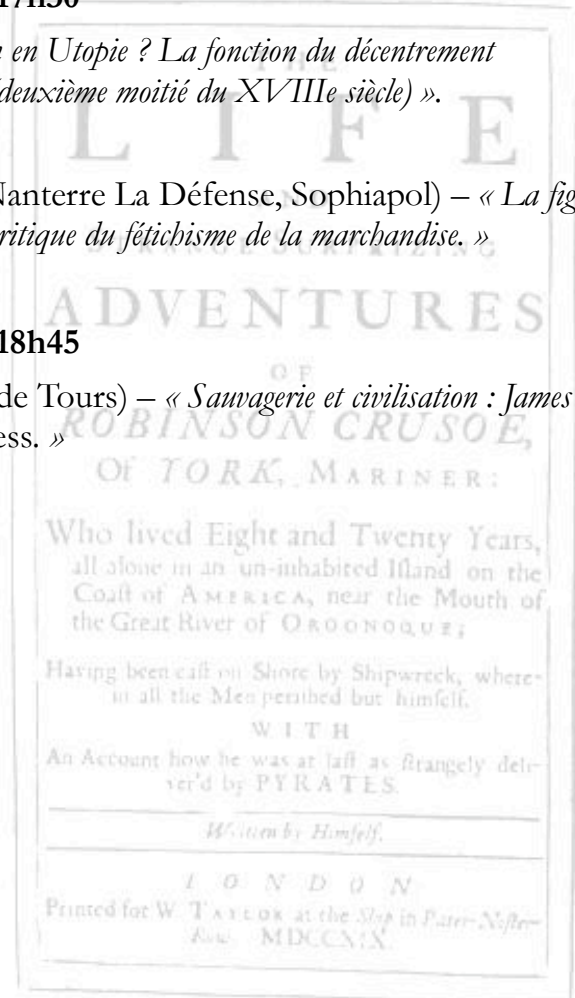 17h30
en Utopie ? La fonction du décentrement
THE
deuxième moitié du XVIIIe siècle) ».
LIFE
AND
Nanterre La Défense, Sophiapol) – « La fig
critique du fétichisme de la marchandise. »
STRANGE SURPRIZING
ADVENTURES
18h45
OF
de Tours) – « Sauvagerie et civilisation : James
ROBINSON CRUSOE,
ess. »
Of YORK, MARINER:
Who lived Eight and Twenty Years,
all alone in an un-inhabited Iſland on the
Coaſt of AMERICA, near the Mouth of
the Great River of OROONOQUE;
Having been caſt on Shore by Shipwreck, where-
in all the Men periſhed but himſelf.
WITH
An Account how he was at laſt as ſtrangely deli-
ver'd by PYRATES.
Written by Himſelf.
LONDON
Printed for W. TAYLOR at the Ship in Pater-Noſter-
Row. MDCCXIX.